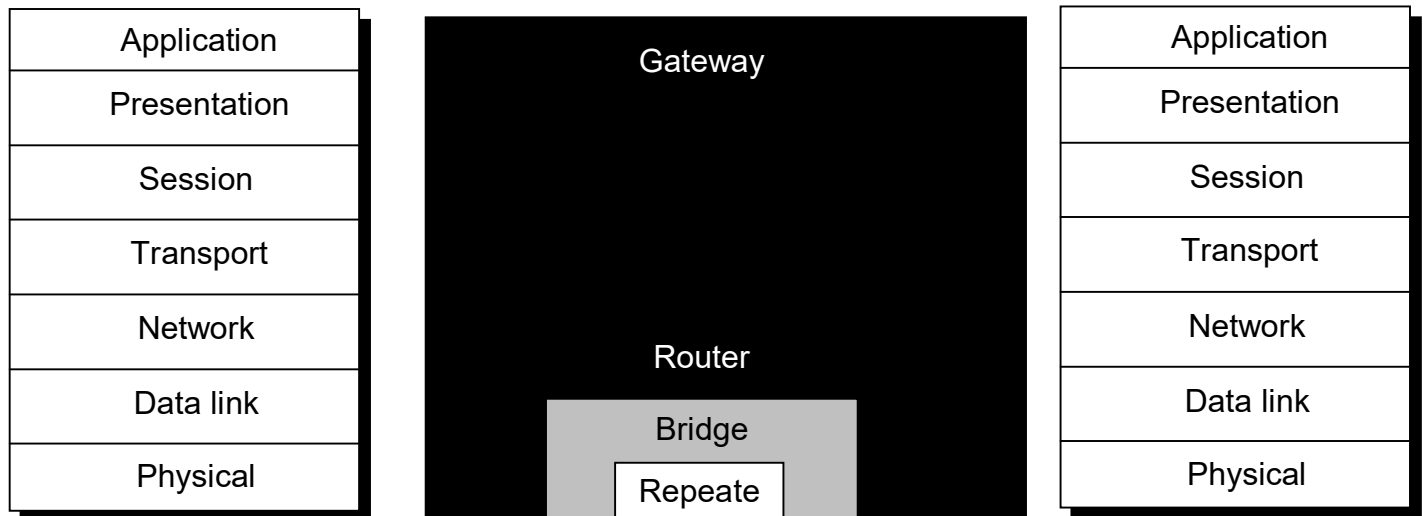 Application
Presentation
Session
Transport
Network
Data link
Physical
Gateway
Router
Bridge
Repeate
Application
Presentation
Session
Transport
Network
Data link
Physical